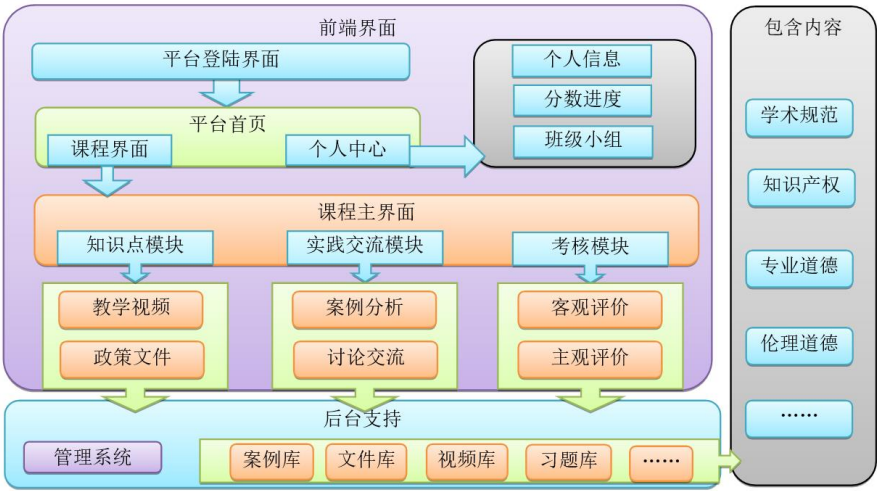 前端界面
平台登陆界面
平台首页
课程界面
个人中心
个人信息
分数进度
班级小组
课程主界面
知识点模块
实践交流模块
考核模块
教学视频
政策文件
案例分析
讨论交流
客观评价
主观评价
后台支持
管理系统
案例库
文件库
视频库
习题库
……
包含内容
学术规范
知识产权
专业道德
伦理道德
……